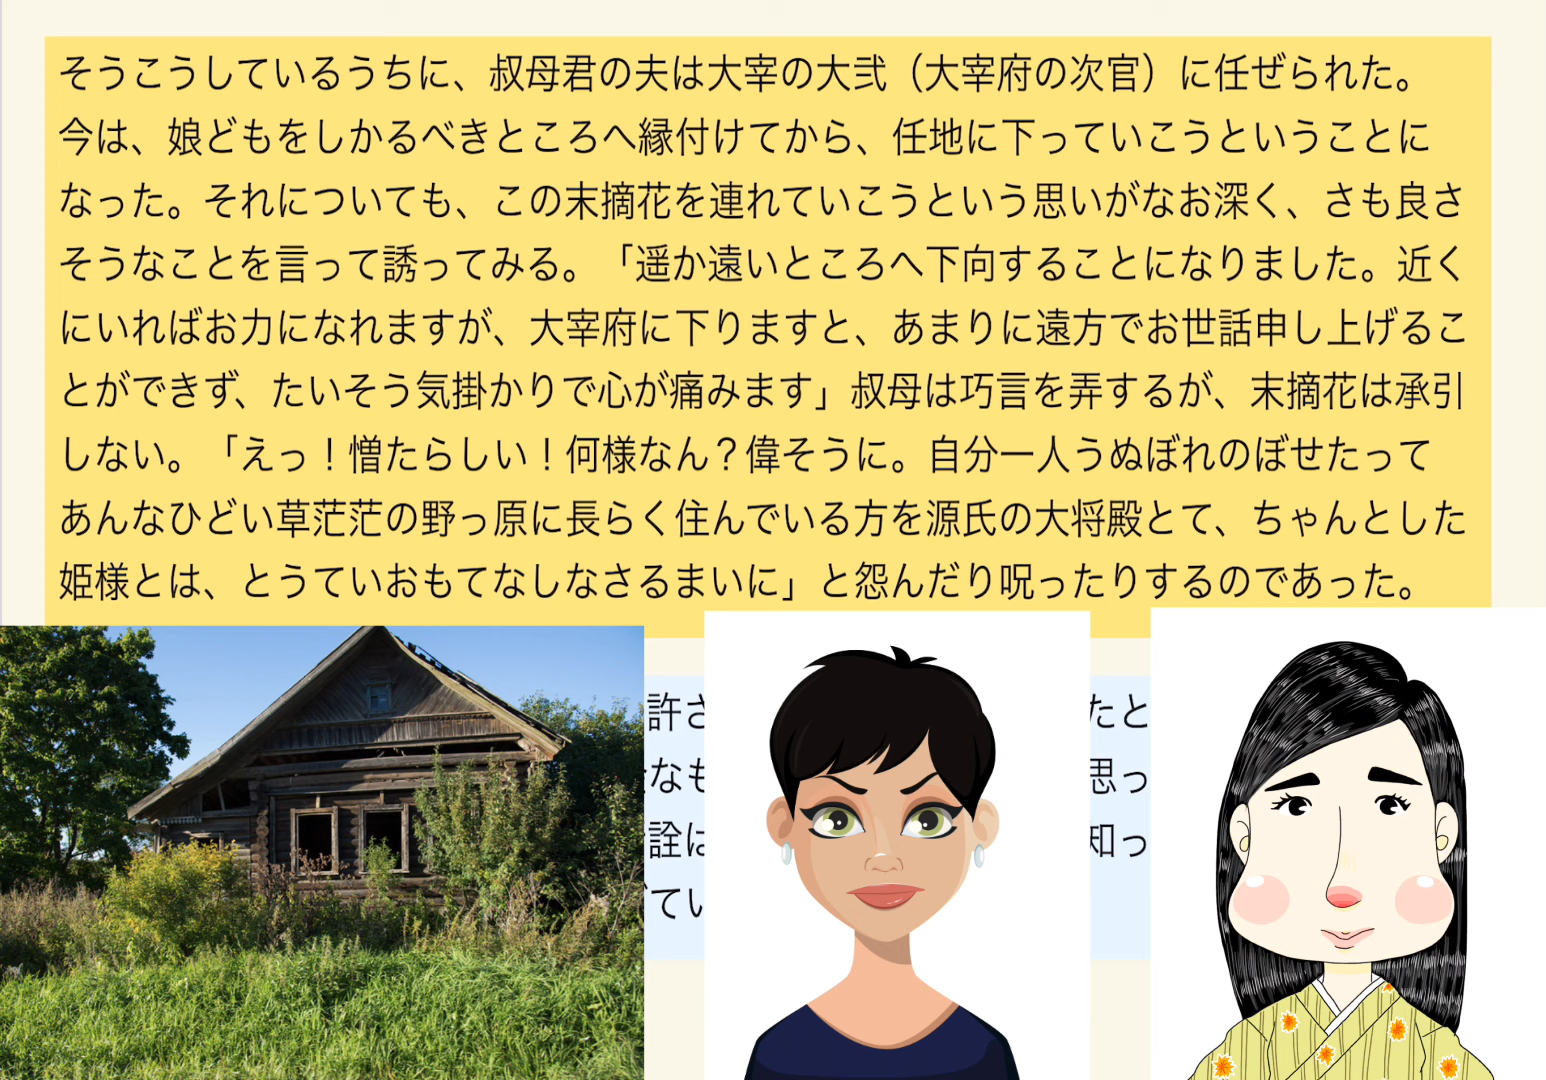 そうこうしているうちに、叔母君の夫は大宰の大弐（大宰府の次官）に任ぜられた。
今は、娘どもをしかるべきところへ縁付けてから、任地に下っていこうということに
なった。それについても、この末摘花を連れていこうという思いがなお深く、さも良さ
そうなことを言って誘ってみる。「遥か遠いところへ下向することになりました。近く
にいればお力になれますが、大宰府に下りますと、あまりに遠方でお世話申し上げるこ
とができず、たいそう気掛かりで心が痛みます」叔母は巧言を弄するが、末摘花は承引
しない。「えっ！憎たらしい！何様なん？偉そうに。自分一人うぬぼれのぼせたって
あんなひどい草茫茫の野っ原に長らく住んでいる方を源氏の大将殿とて、ちゃんとした
姫様とは、とうていおもてなしなさるまいに」と怨んだり呪ったりするのであった。
許さ たと
なも 思っ
詮は 知っ
てい